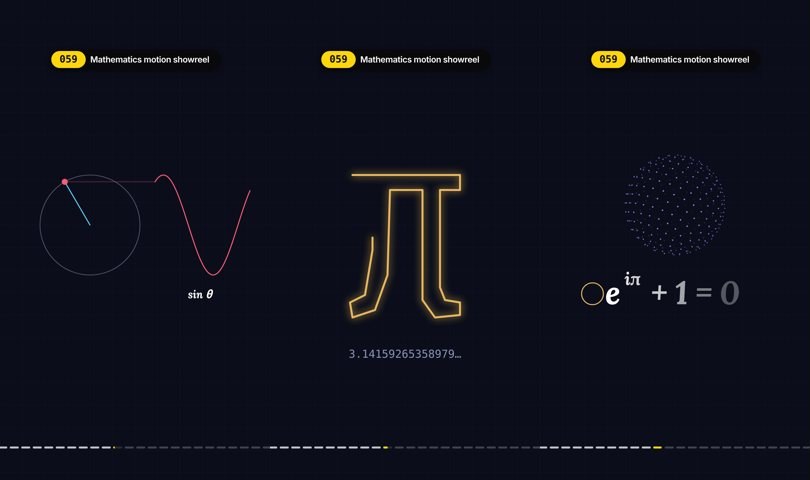 059 Mathematics motion showreel
059 Mathematics motion showreel
059 Mathematics motion showreel
sin θ
π
3.14159265358979…
e^{iπ} + 1 = 0